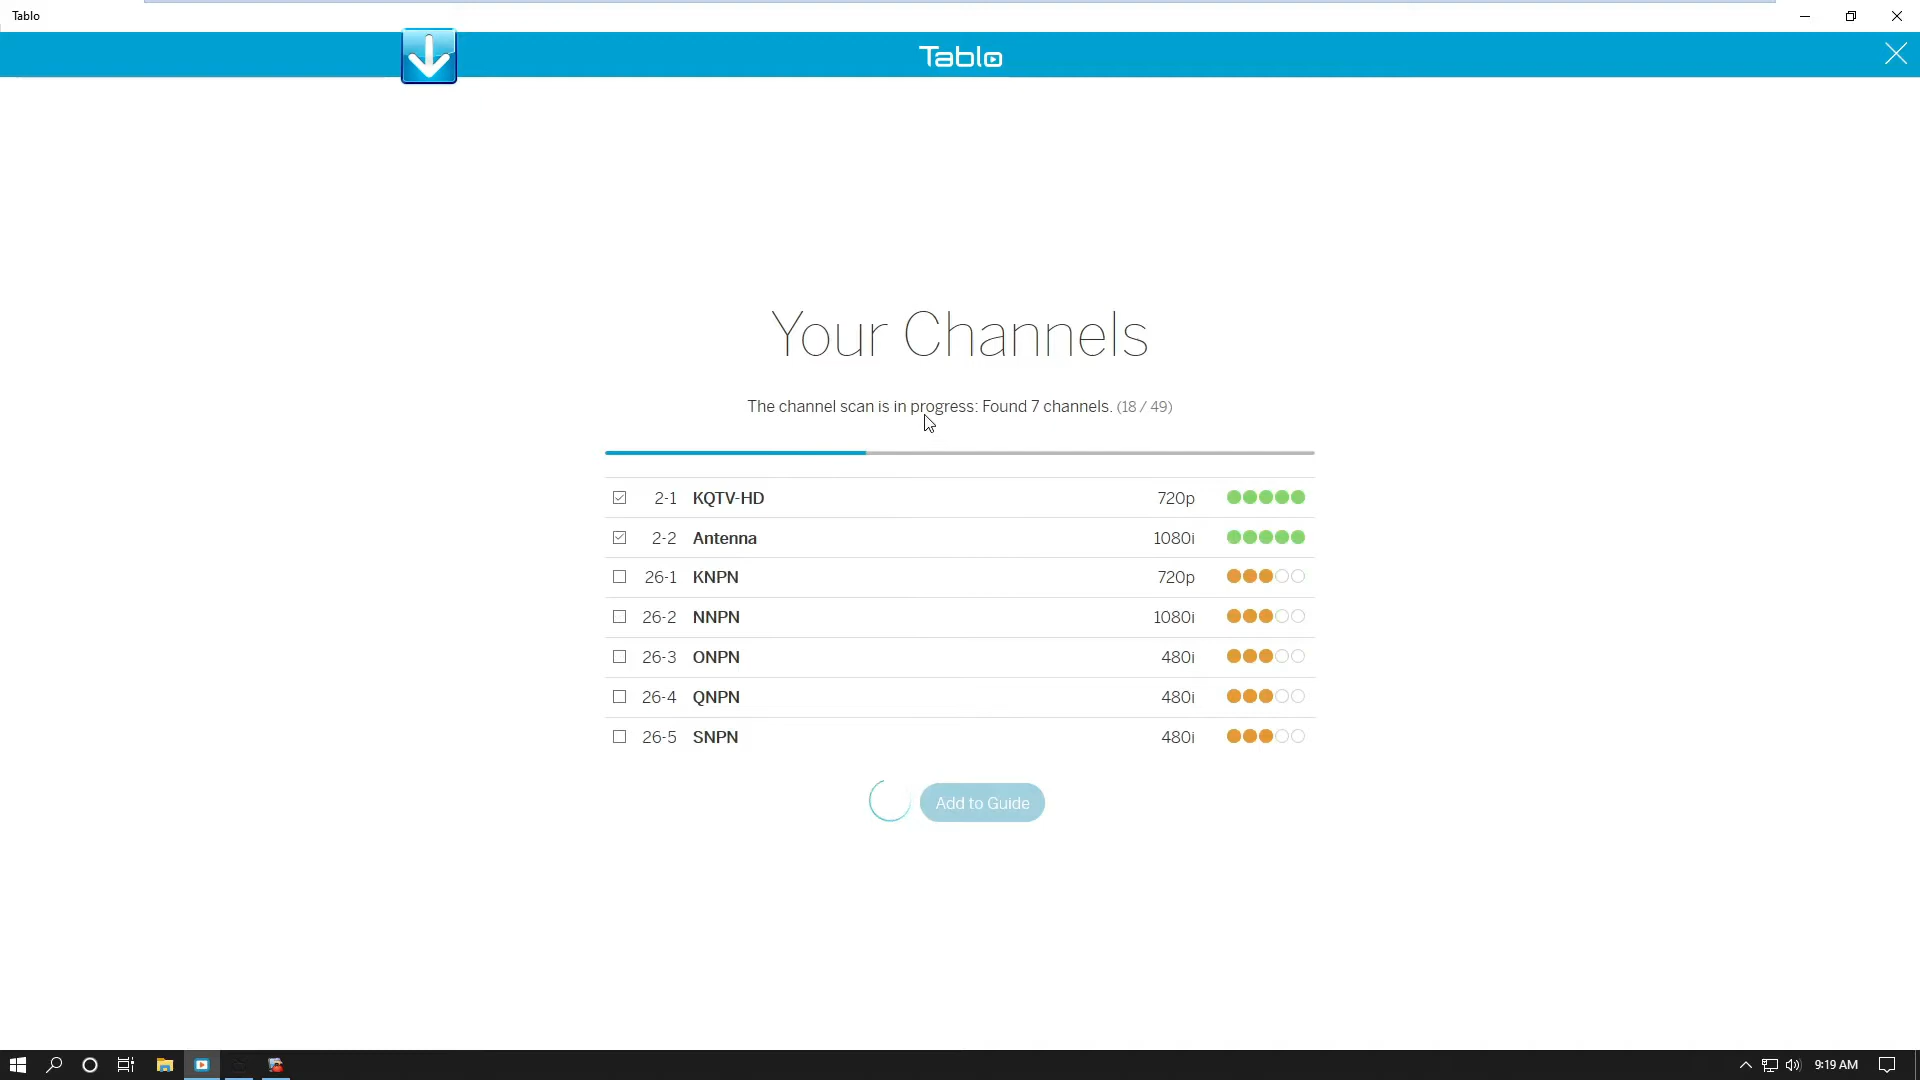 Tablo
Tablo
Your Channels
The channel scan is in progress: Found 7 channels. (18 / 49)
2-1 KQTV-HD 720p
2-2 Antenna 1080i
26-1 KNPN 720p
26-2 NNPN 1080i
26-3 ONPN 480i
26-4 QNPN 480i
26-5 SNPN 480i
Add to Guide
9:19 AM